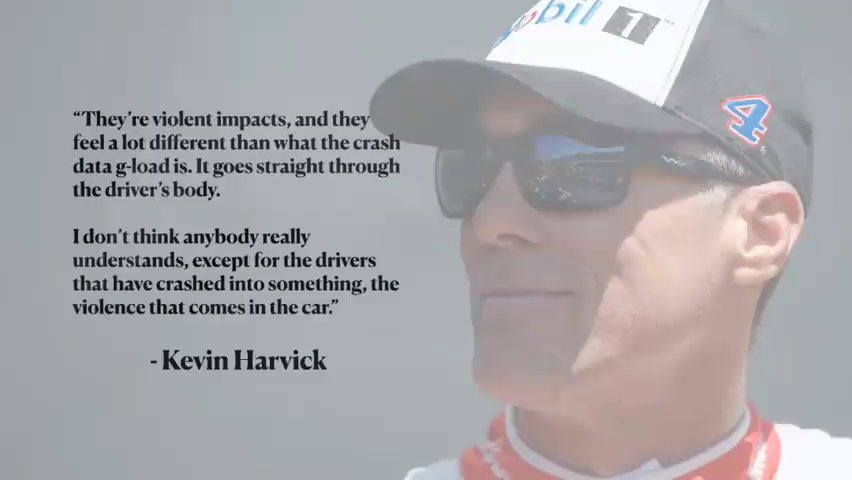 Mobil 1
4
“They’re violent impacts, and they
feel a lot different than what the crash
data g-load is. It goes straight through
the driver’s body.
I don’t think anybody really
understands, except for the drivers
that have crashed into something, the
violence that comes in the car.”
- Kevin Harvick